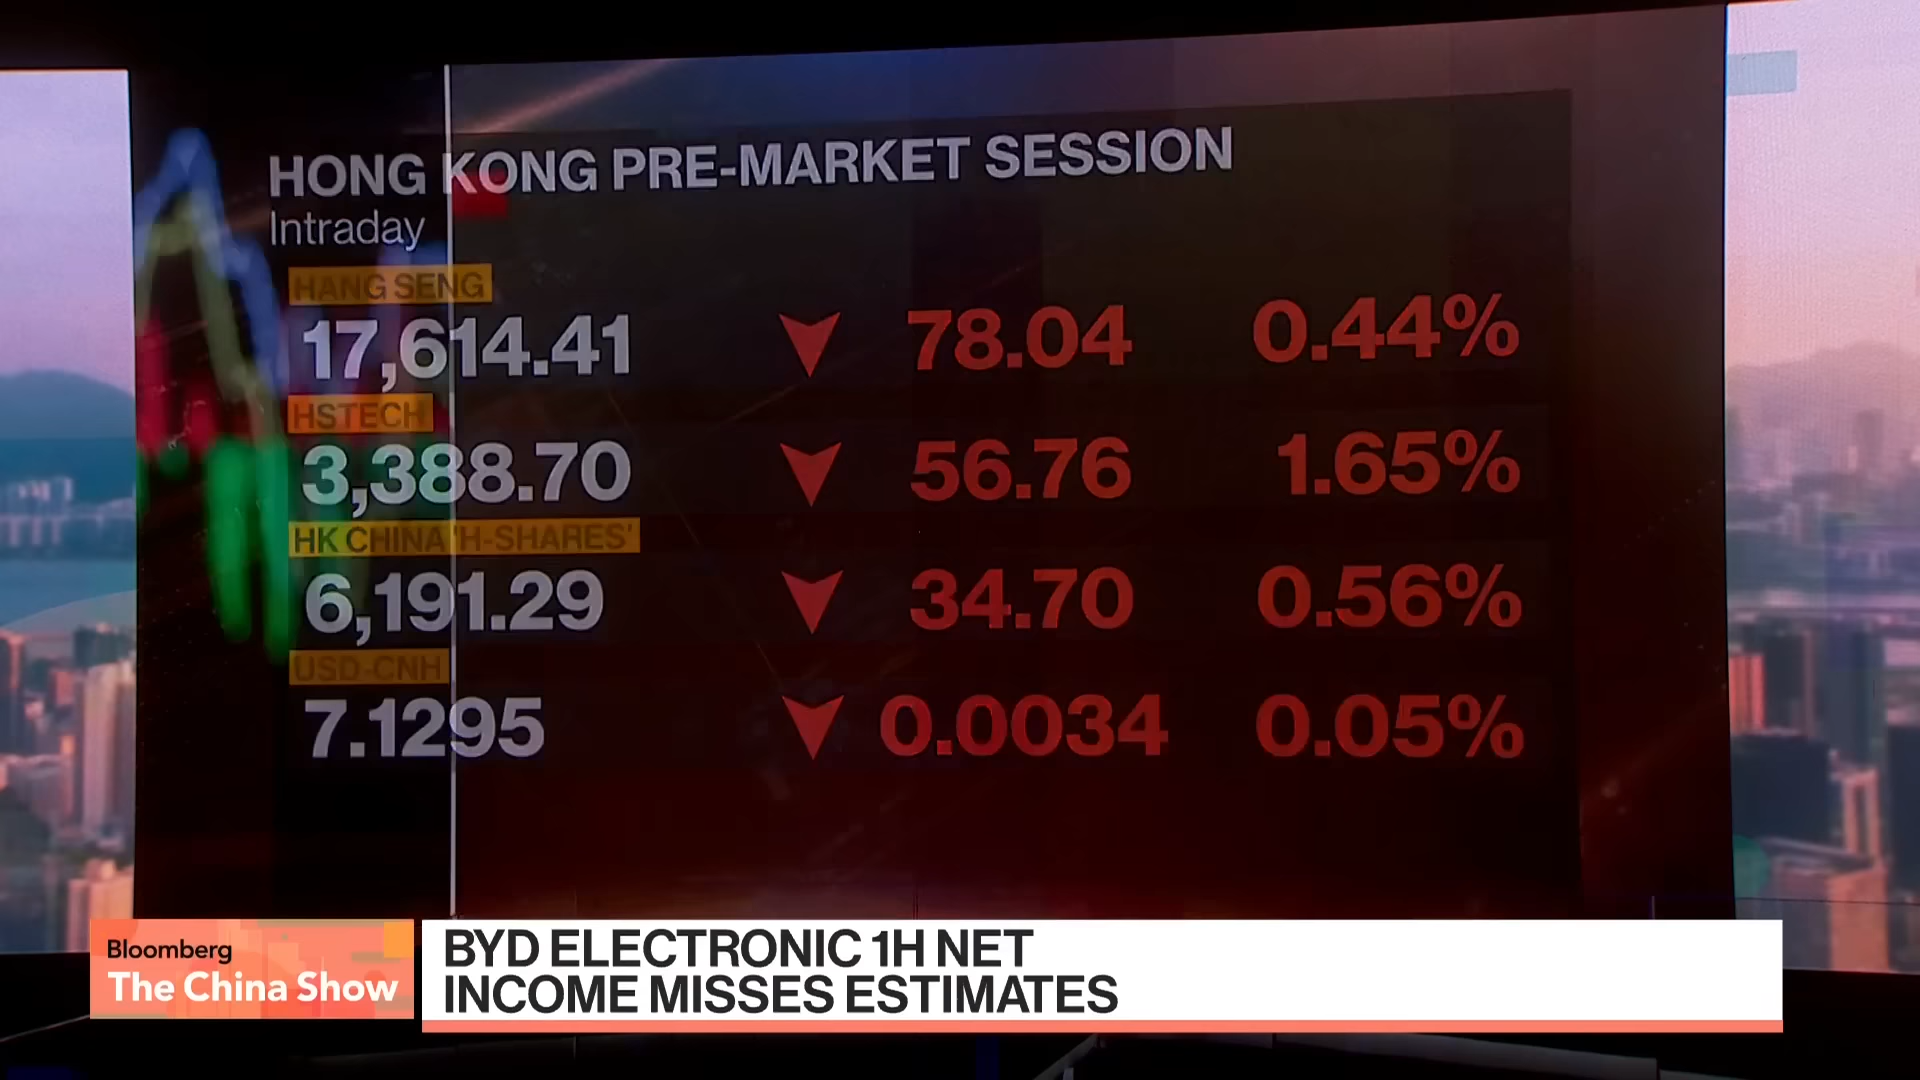 HONG KONG PRE-MARKET SESSION
Intraday
HANG SENG
17,614.41 78.04 0.44%
HSTECH
3,388.70 56.76 1.65%
HK CHINA 'H-SHARES'
6,191.29 34.70 0.56%
USD-CNH
7.1295 0.0034 0.05%
Bloomberg
The China Show
BYD ELECTRONIC 1H NET
INCOME MISSES ESTIMATES